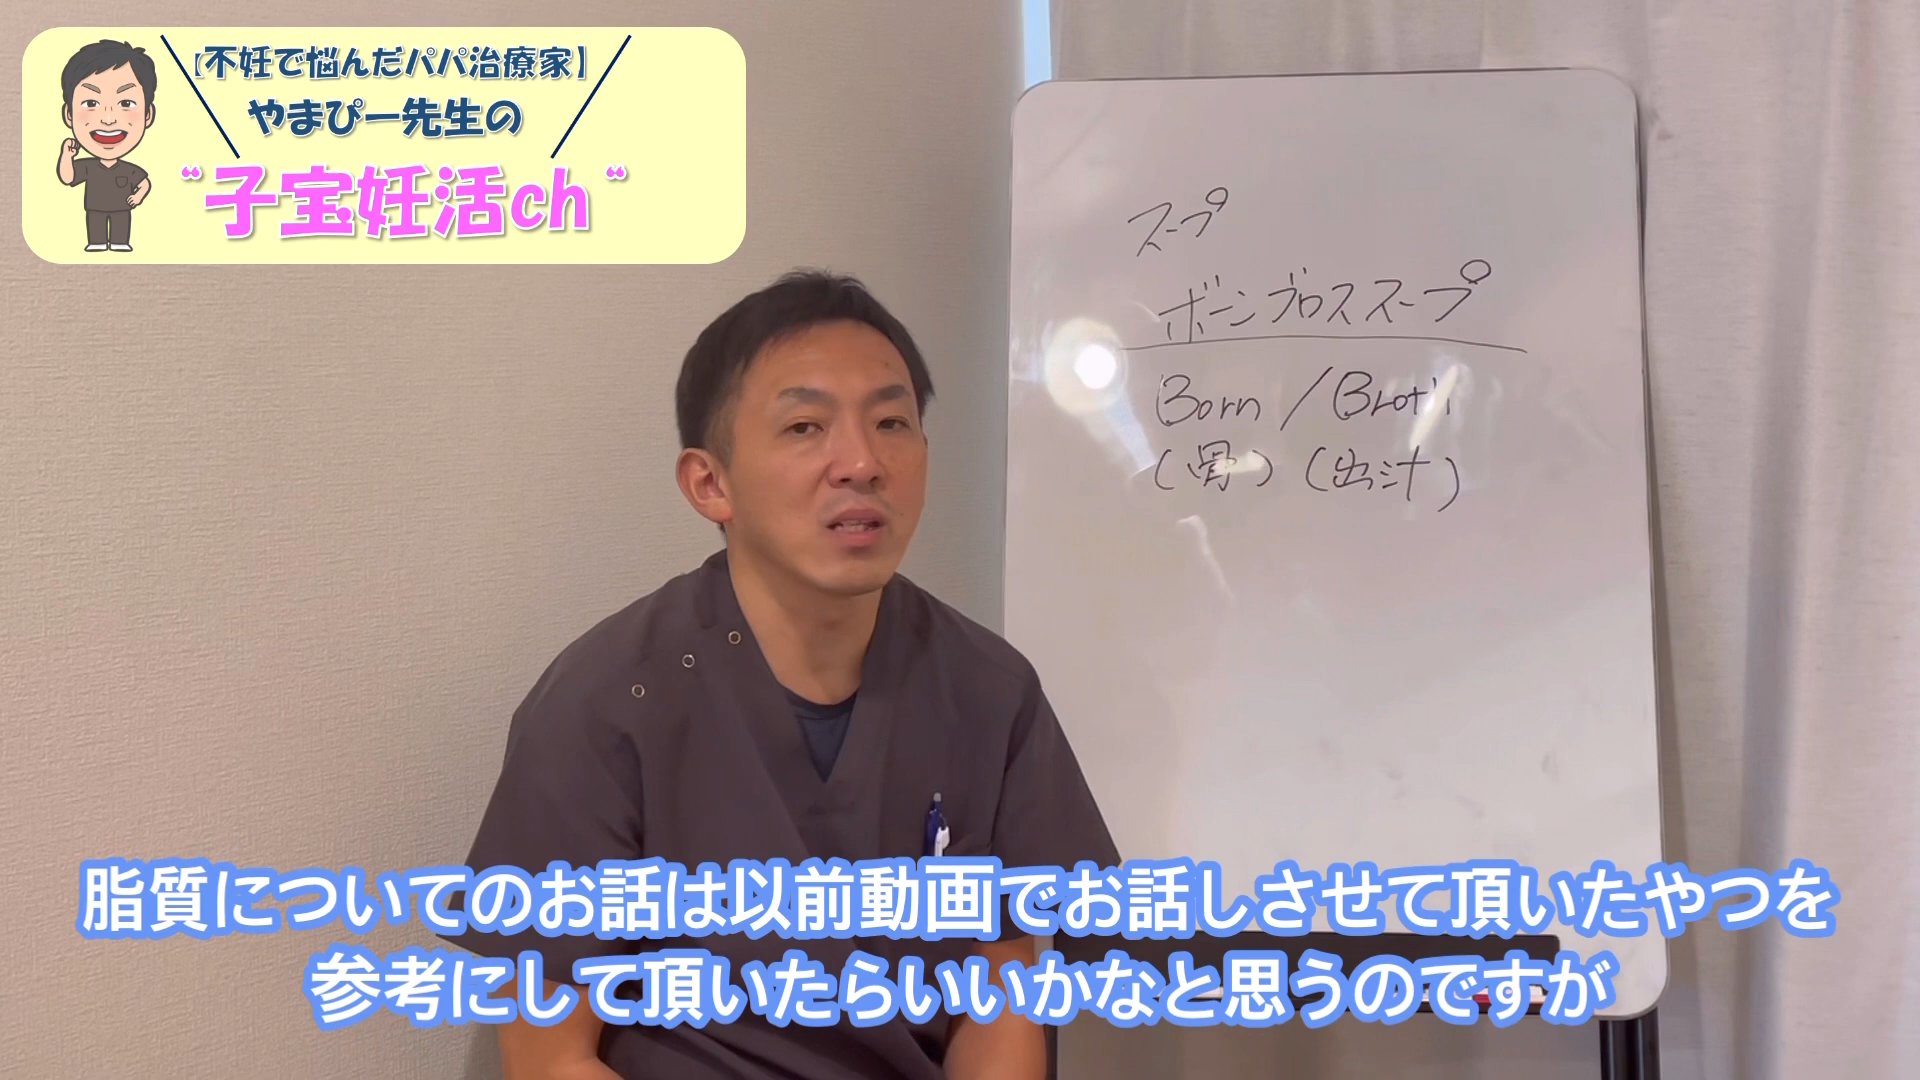 【不妊で悩んだパパ治療家】
やまぴー先生の
“子宝妊活ch“
スープ
ボーンブロススープ
Born / Broth
(骨) (出汁)
脂質についてのお話は以前動画でお話しさせて頂いたやつを
参考にして頂いたらいいかなと思うのですが